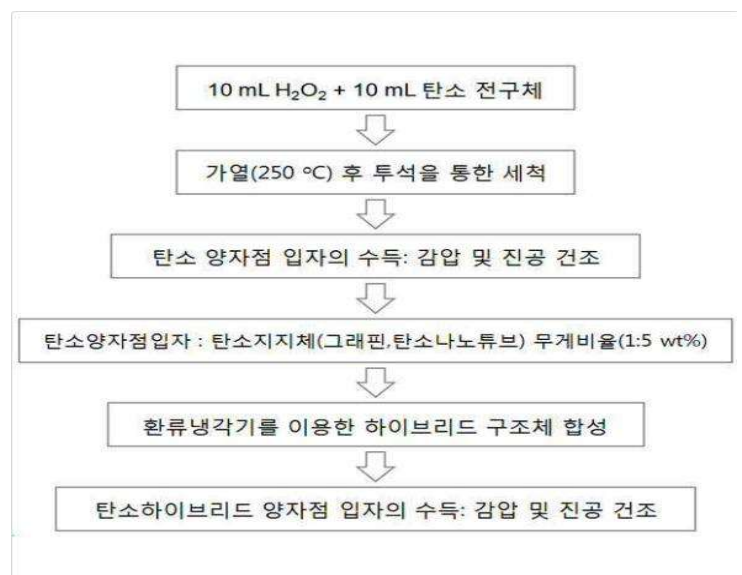 10 mL H₂O₂ + 10 mL 탄소 전구체
가열(250 ºC) 후 투석을 통한 세척
탄소 양자점 입자의 수득: 감압 및 진공 건조
탄소양자점입자 : 탄소지지체(그래핀,탄소나노튜브) 무게비율(1:5 wt%)
환류냉각기를 이용한 하이브리드 구조체 합성
탄소하이브리드 양자점 입자의 수득: 감압 및 진공 건조